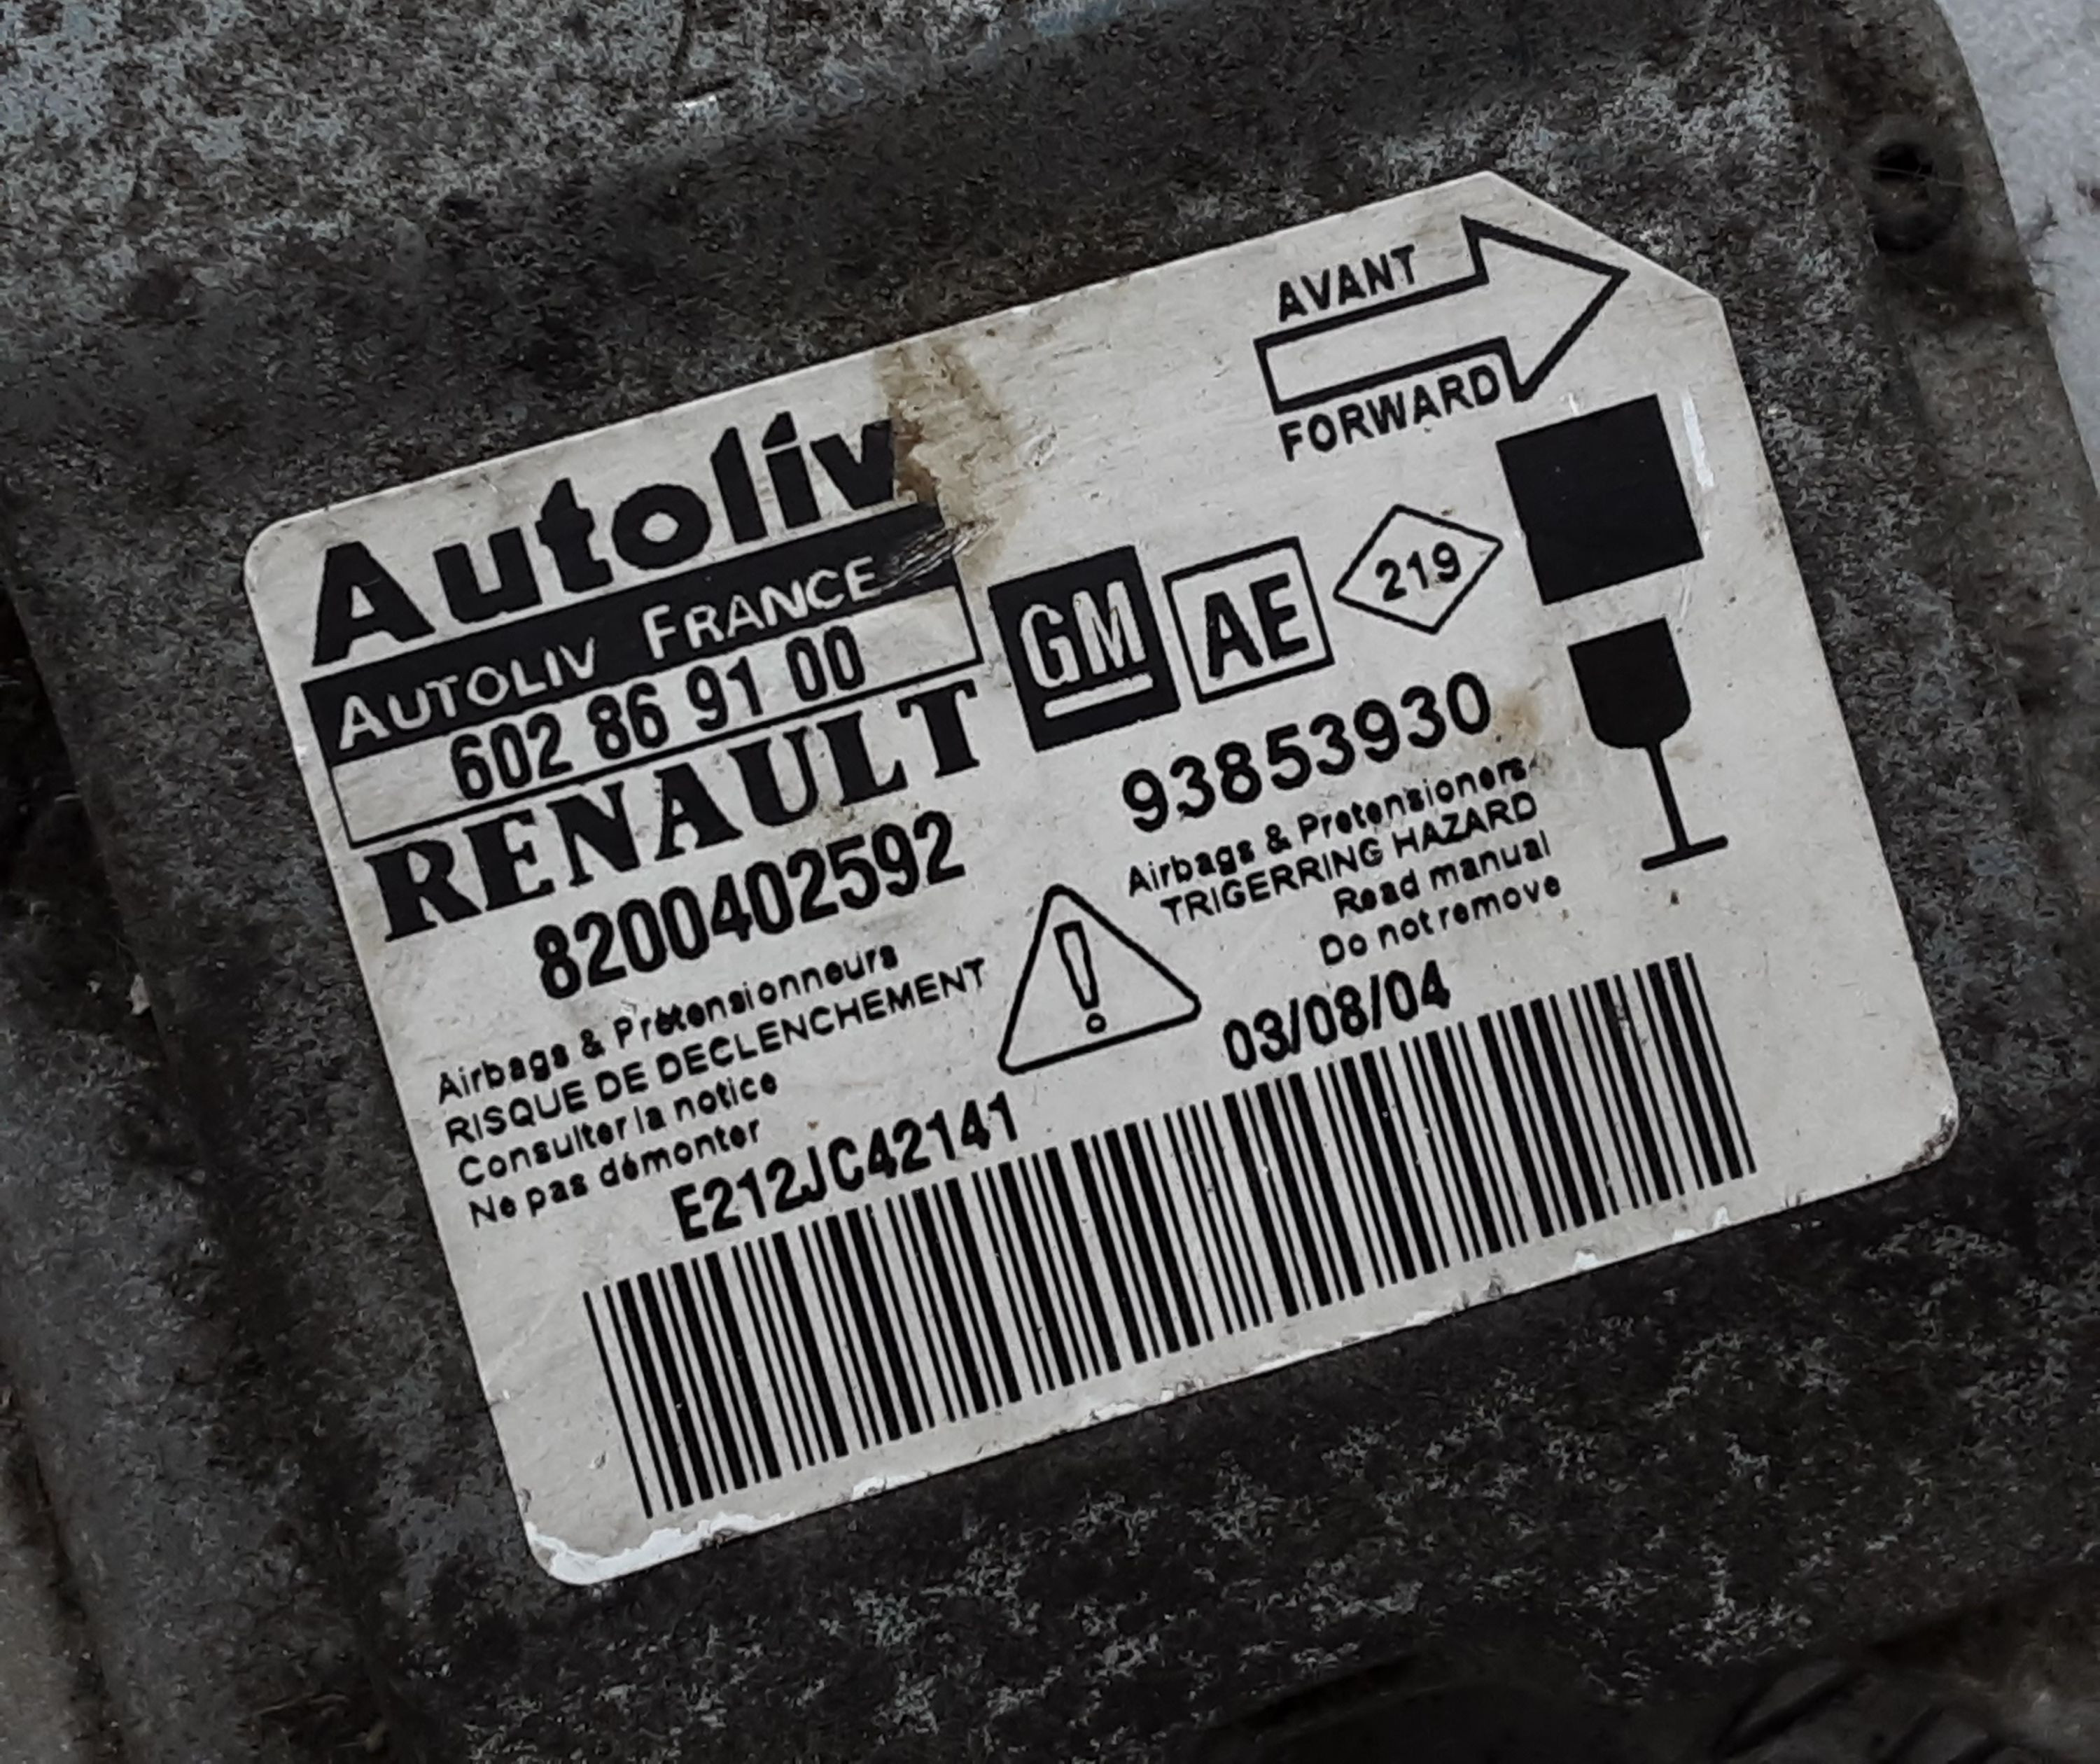 AVANT
FORWARD
Autoliv
AUTOLIV FRANCE
602 86 91 00
GM
AE
219
RENAULT
8200402592
93853930
Airbags & Prétensionneurs
RISQUE DE DECLENCHEMENT
Consulter la notice
Ne pas démonter
Airbags & Pretensioners
TRIGERRING HAZARD
Read manual
Do not remove
E212JC42141
03/08/04